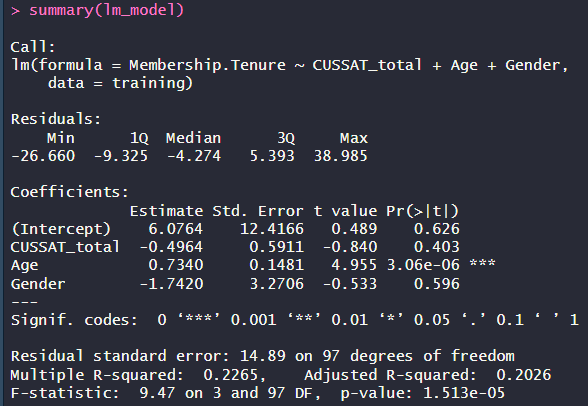 > summary(lm_model)
Call:
lm(formula = Membership.Tenure ~ CUSSAT_total + Age + Gender,
    data = training)
Residuals:
    Min      1Q  Median      3Q     Max
-26.660  -9.325  -4.274   5.393  38.985
Coefficients:
             Estimate Std. Error t value Pr(>|t|)
(Intercept)    6.0764    12.4166   0.489    0.626
CUSSAT_total  -0.4964     0.5911  -0.840    0.403
Age            0.7340     0.1481   4.955 3.06e-06 ***
Gender        -1.7420     3.2706  -0.533    0.596
---
Signif. codes:  0 ‘***’ 0.001 ‘**’ 0.01 ‘*’ 0.05 ‘.’ 0.1 ‘ ’ 1
Residual standard error: 14.89 on 97 degrees of freedom
Multiple R-squared:  0.2265,    Adjusted R-squared:  0.2026
F-statistic:  9.47 on 3 and 97 DF,  p-value: 1.513e-05